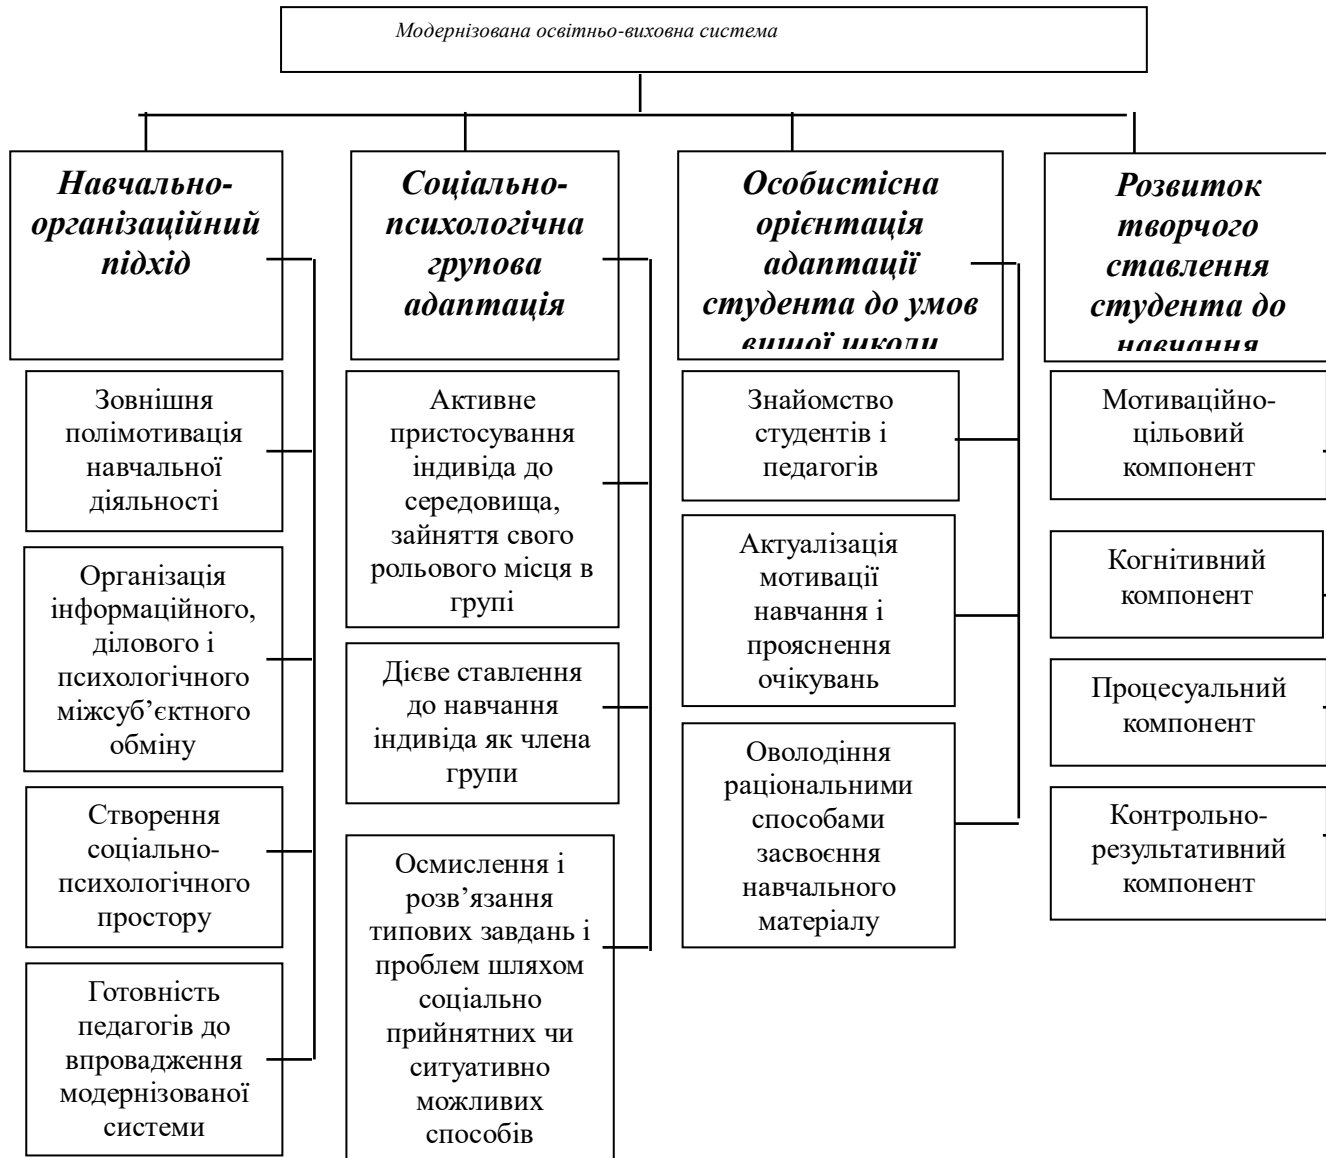 Модернізована освітньо-виховна система
Навчально-
організаційний
підхід
Зовнішня
полімотивація
навчальної
діяльності
Організація
інформаційного,
ділового і
психологічного
міжсуб’єктного
обміну
Створення
соціально-
психологічного
простору
Готовність
педагогів до
впровадження
модернізованої
системи
Соціально-
психологічна
групова
адаптація
Активне
пристосування
індивіда до
середовища,
зайняття свого
рольового місця в
групі
Дієве ставлення
до навчання
індивіда як члена
групи
Осмислення і
розв’язання
типових завдань і
проблем шляхом
соціально
прийнятних чи
ситуативно
можливих
способів
Особистісна
орієнтація
адаптації
студента до умов
вищої школи
Знайомство
студентів і
педагогів
Актуалізація
мотивації
навчання і
прояснення
очікувань
Оволодіння
раціональними
способами
засвоєння
навчального
матеріалу
Розвиток
творчого
ставлення
студента до
навчання
Мотиваційно-
цільовий
компонент
Когнітивний
компонент
Процесуальний
компонент
Контрольно-
результативний
компонент